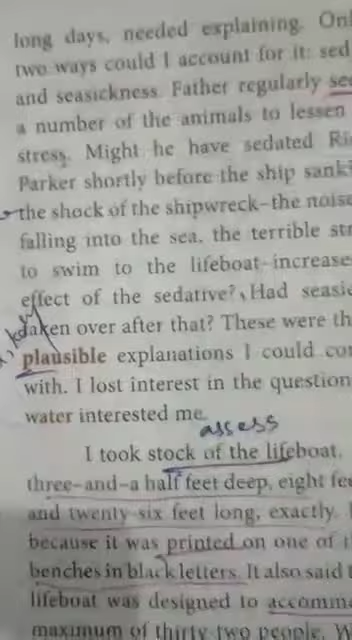 long days, needed explaining. Onl
two ways could I account for it: sed
and seasickness. Father regularly sed
a number of the animals to lessen
stress. Might he have sedated Ri
Parker shortly before the ship sanki
the shock of the shipwreck-the noise
falling into the sea, the terrible str
to swim to the lifeboat-increase
effect of the sedative? Had seasic
taken over after that? These were th
plausible explanations I could com
with. I lost interest in the question
water interested me.
assess
I took stock of the lifeboat.
three-and-a half feet deep, eight fee
and twenty-six feet long, exactly. I
because it was printed on one of t
benches in black letters. It also said t
lifeboat was designed to accomm
maximum of thirty-two people. W